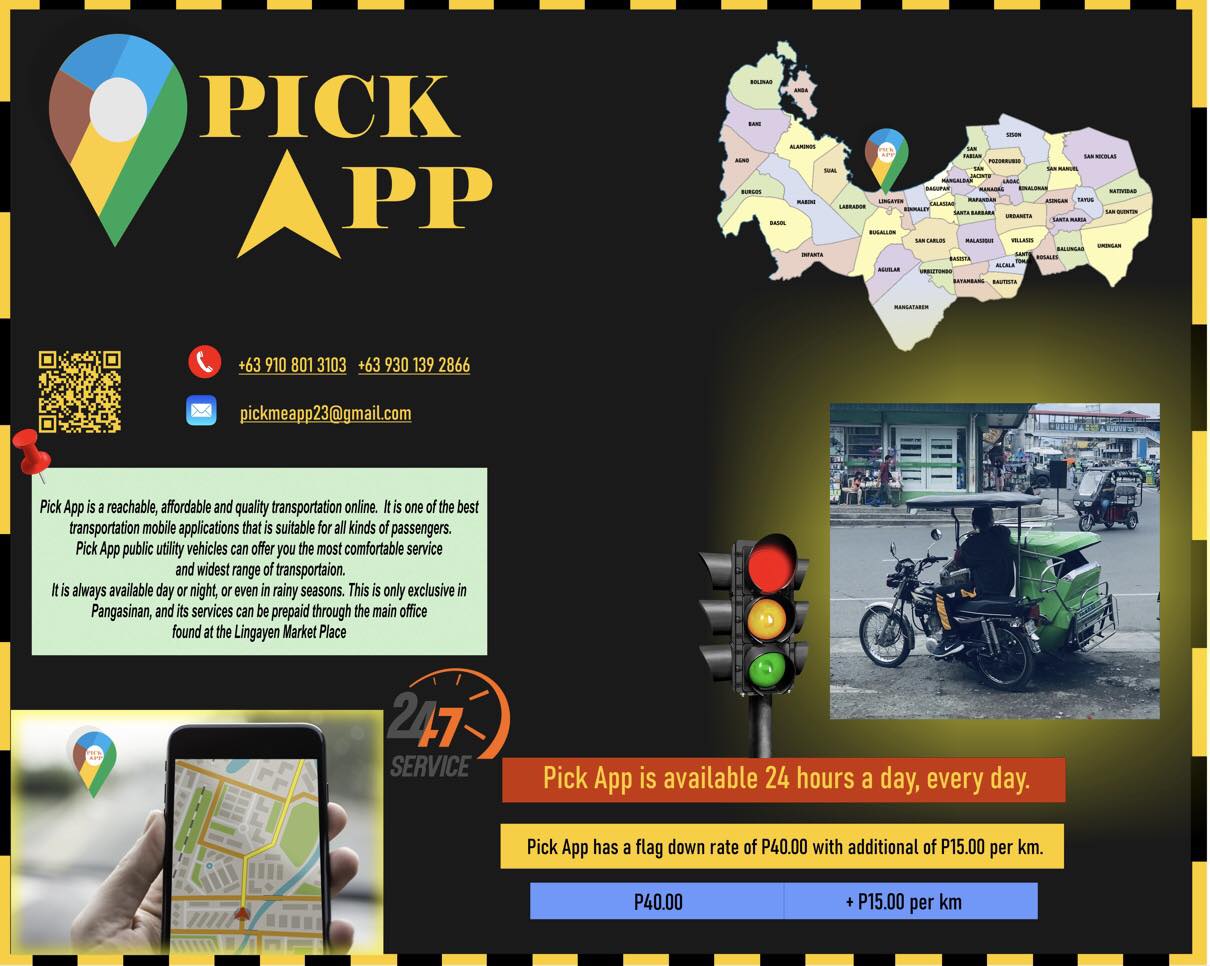 PICK
APP
BOLINAO
ANDA
BANI
ALAMINOS
AGNO
SUAL
BURGOS
MABINI
LABRADOR
DASOL
INFANTA
PICK
APP
LINGAYEN
BINMALEY
BUGALLON
AGUILAR
MANGATAREM
SAN CARLOS
URBIZTONDO
BASISTA
BAYAMBANG
DAGUPAN
CALASIAO
MANGALDAN
SAN
FABIAN
SAN
JACINTO
SISON
POZORRUBIO
LAOAC
MANAOAG
MAPANDAN
SANTA BARBARA
BINALONAN
URDANETA
MALASIQUI
VILLASIS
ALCALA
BAUTISTA
SANTO
TOMAS
ROSALES
SAN MANUEL
ASINGAN
SANTA MARIA
TAYUG
SAN NICOLAS
NATIVIDAD
SAN QUINTIN
BALUNGAO
UMINGAN
+63 910 801 3103 +63 930 139 2866
pickmeapp23@gmail.com
Pick App is a reachable, affordable and quality transportation online. It is one of the best
transportation mobile applications that is suitable for all kinds of passengers.
Pick App public utility vehicles can offer you the most comfortable service
and widest range of transportaion.
It is always available day or night, or even in rainy seasons. This is only exclusive in
Pangasinan, and its services can be prepaid through the main office
found at the Lingayen Market Place
PICK
APP
24 7
SERVICE
Pick App is available 24 hours a day, every day.
Pick App has a flag down rate of P40.00 with additional of P15.00 per km.
P40.00 + P15.00 per km